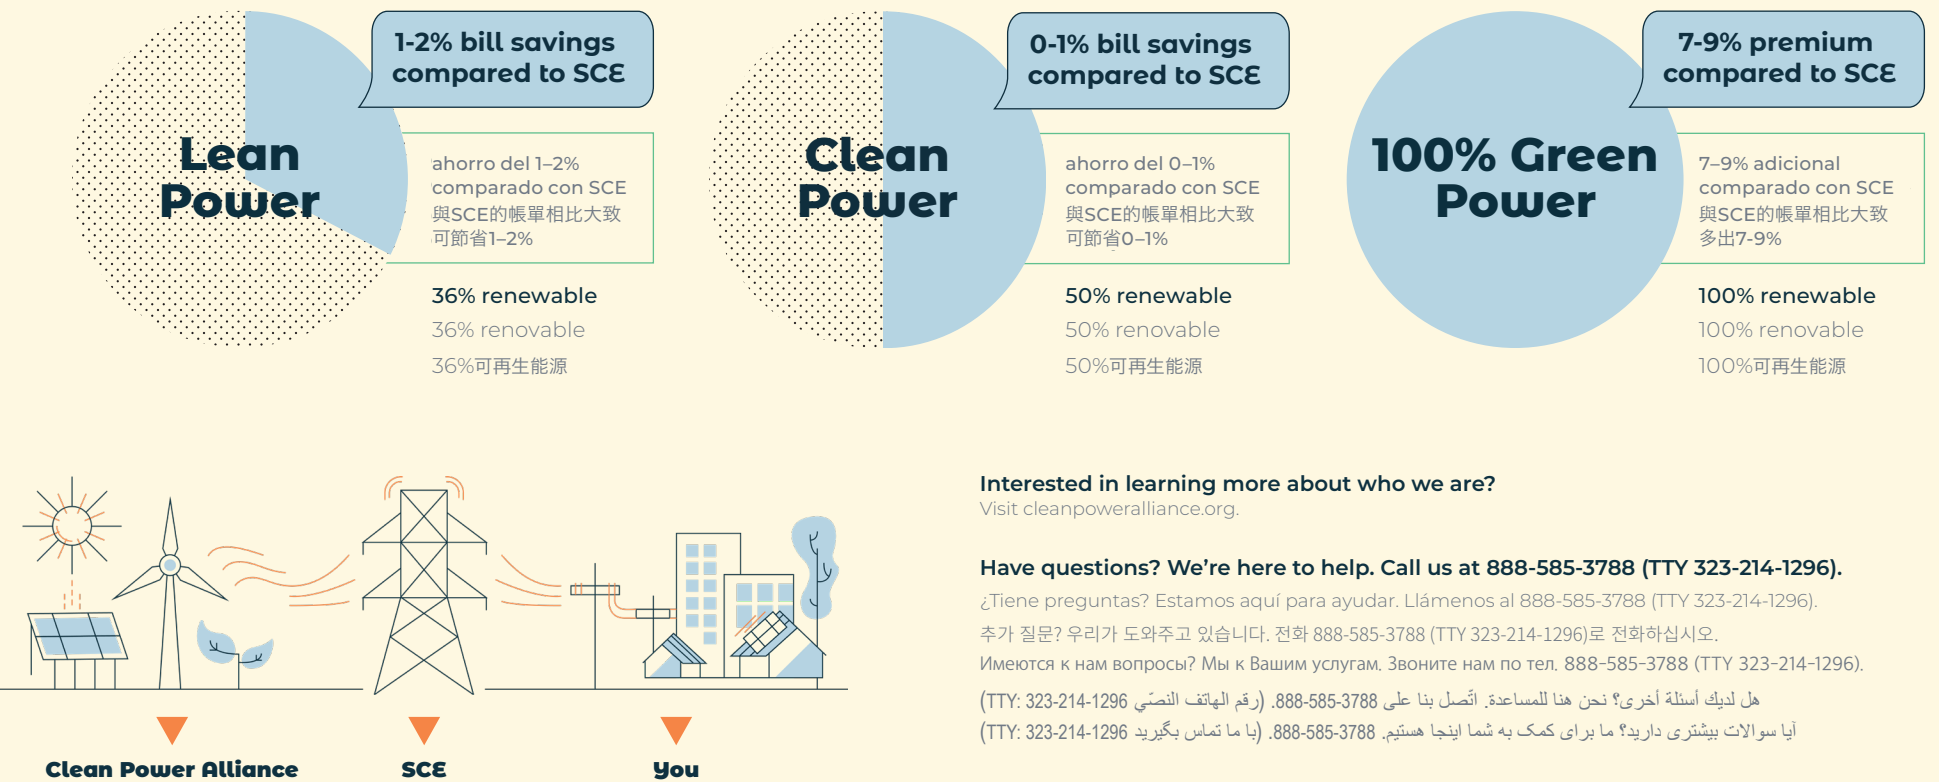 1-2% bill savings
compared to SCE
Lean
Power
ahorro del 1–2%
comparado con SCE
與SCE的帳單相比大致
可節省1–2%
36% renewable
36% renovable
36%可再生能源
0-1% bill savings
compared to SCE
Clean
Power
ahorro del 0–1%
comparado con SCE
與SCE的帳單相比大致
可節省0–1%
50% renewable
50% renovable
50%可再生能源
7-9% premium
compared to SCE
100% Green
Power
7–9% adicional
comparado con SCE
與SCE的帳單相比大致
多出7-9%
100% renewable
100% renovable
100%可再生能源
Clean Power Alliance
SCE
You
Interested in learning more about who we are?
Visit cleanpoweralliance.org.
Have questions? We’re here to help. Call us at 888-585-3788 (TTY 323-214-1296).
¿Tiene preguntas? Estamos aquí para ayudar. Llámenos al 888-585-3788 (TTY 323-214-1296).
추가 질문? 우리가 도와주고 있습니다. 전화 888-585-3788 (TTY 323-214-1296)로 전화하십시오.
Имеются к нам вопросы? Мы к Вашим услугам. Звоните нам по тел. 888-585-3788 (TTY 323-214-1296).
هل لديك أسئلة أخرى؟ نحن هنا للمساعدة. اتّصل بنا على 888-585-3788. (رقم الهاتف النصّي TTY: 323-214-1296)
آیا سوالات بیشتری دارید؟ ما برای کمک به شما اینجا هستیم. 888-585-3788. (با ما تماس بگیرید TTY: 323-214-1296)